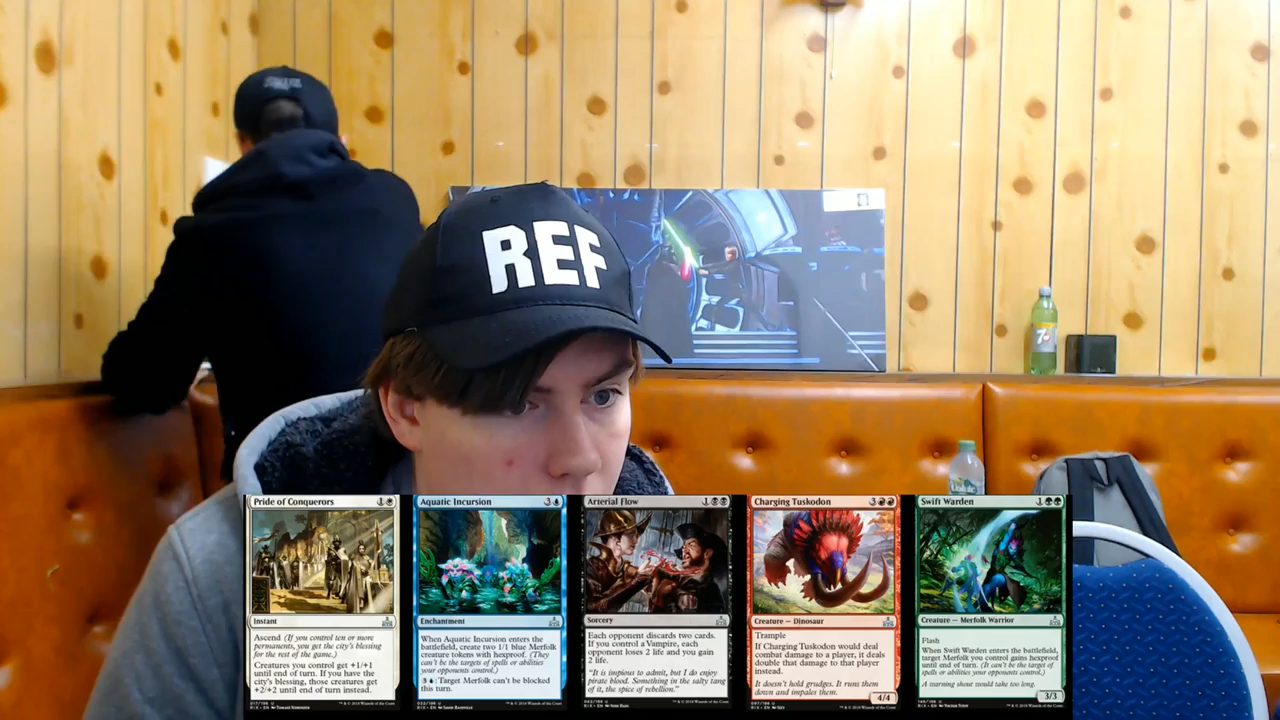 REF
7
Pride of Conquerors 1
Instant
Ascend (If you control ten or more
permanents, you get the city's blessing
for the rest of the game.)
Creatures you control get +1/+1
until end of turn. If you have the
city's blessing, those creatures get
+2/+2 until end of turn instead.
Aquatic Incursion 3
Enchantment
When Aquatic Incursion enters the
battlefield, create two 1/1 blue Merfolk
creature tokens with hexproof. (They
can't be the targets of spells or abilities
your opponents control.)
3 : Target Merfolk can't be blocked
this turn.
Arterial Flow 1
Sorcery
Each opponent discards two cards.
If you control a Vampire, each
opponent loses 2 life and you gain
2 life.
"It is impious to admit, but I do enjoy
pirate blood. Something in the salty tang
of it, the spice of rebellion."
Charging Tuskodon 3
Creature — Dinosaur
Trample
If Charging Tuskodon would deal
combat damage to a player, it deals
double that damage to that player
instead.
It doesn't hold grudges. It runs them
down and impales them.
4/4
Swift Warden 1
Creature — Merfolk Warrior
Flash
When Swift Warden enters the battlefield,
target Merfolk you control gains hexproof
until end of turn. (It can't be the target of
spells or abilities your opponents control.)
A warning shout would take too long.
3/3